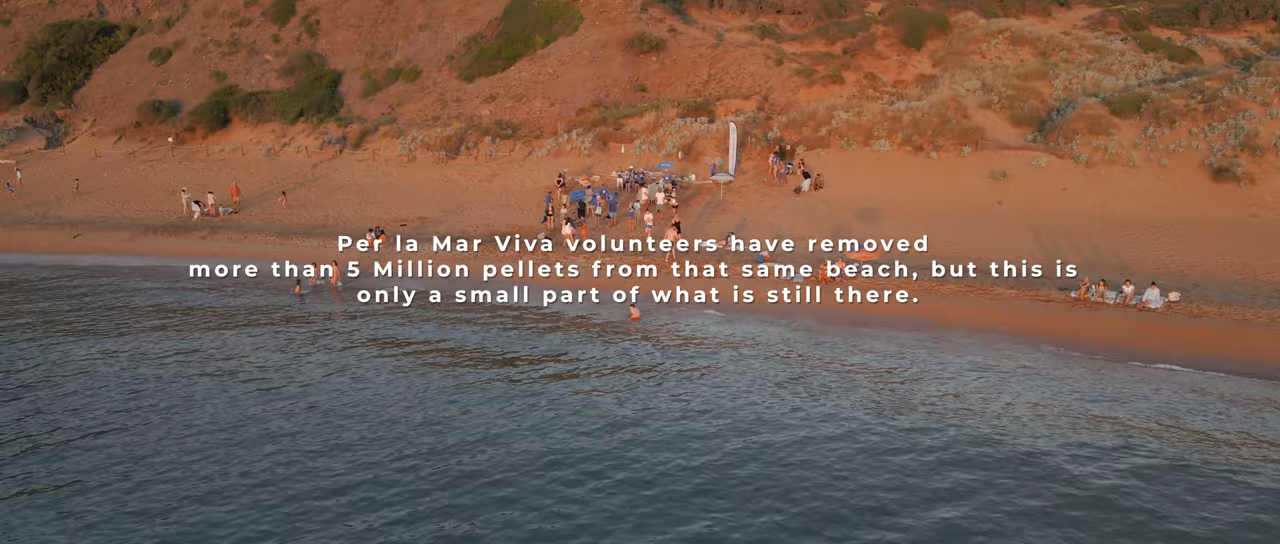 Per la Mar Viva volunteers have removed
more than 5 Million pellets from that same beach, but this is
only a small part of what is still there.